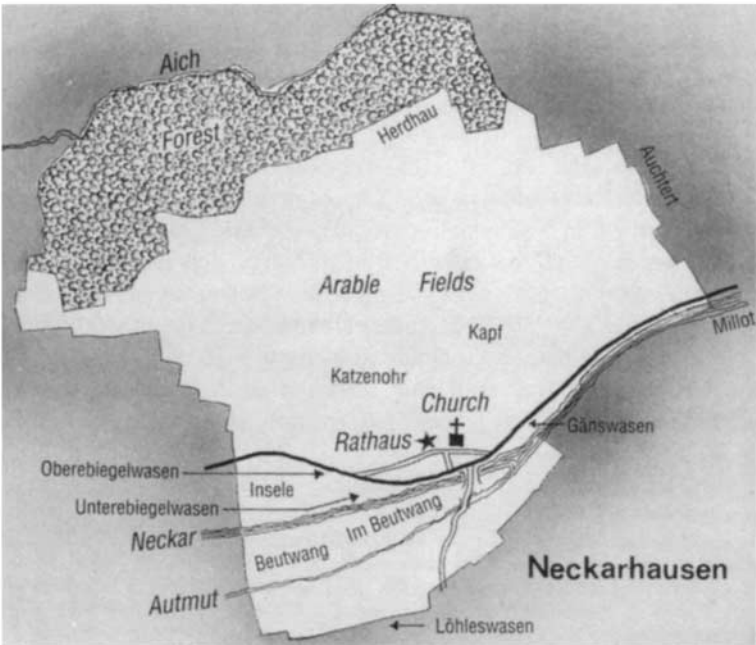 Aich
Forest
Herdhau
Auchtert
Arable Fields
Kapf
Millot
Katzenohr
Church
Rathaus
Gänswasen
Oberebiegelwasen
Insele
Unterebiegelwasen
Im Beutwang
Neckar
Beutwang
Neckarhausen
Autmut
Löhleswasen